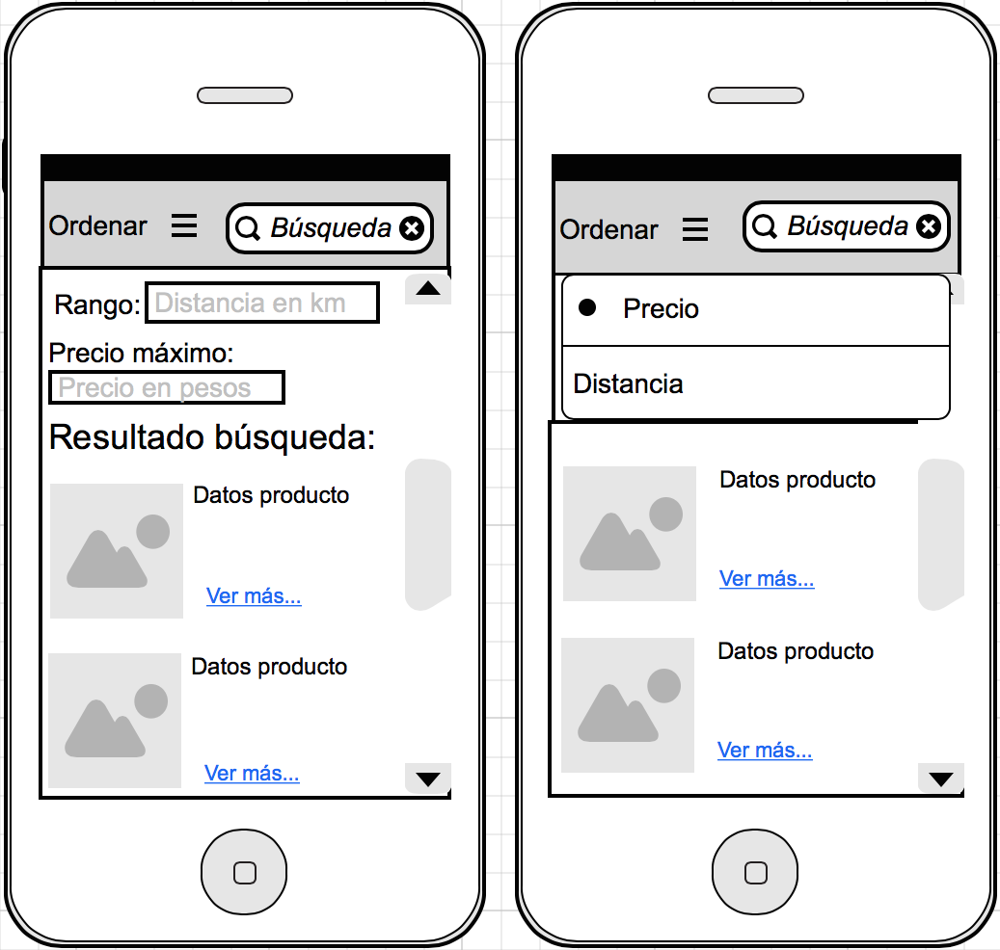 Ordenar
Búsqueda
Rango: Distancia en km
Precio máximo:
Precio en pesos
Resultado búsqueda:
Datos producto
Ver más...
Datos producto
Ver más...
Ordenar
Búsqueda
Precio
Distancia
Datos producto
Ver más...
Datos producto
Ver más...